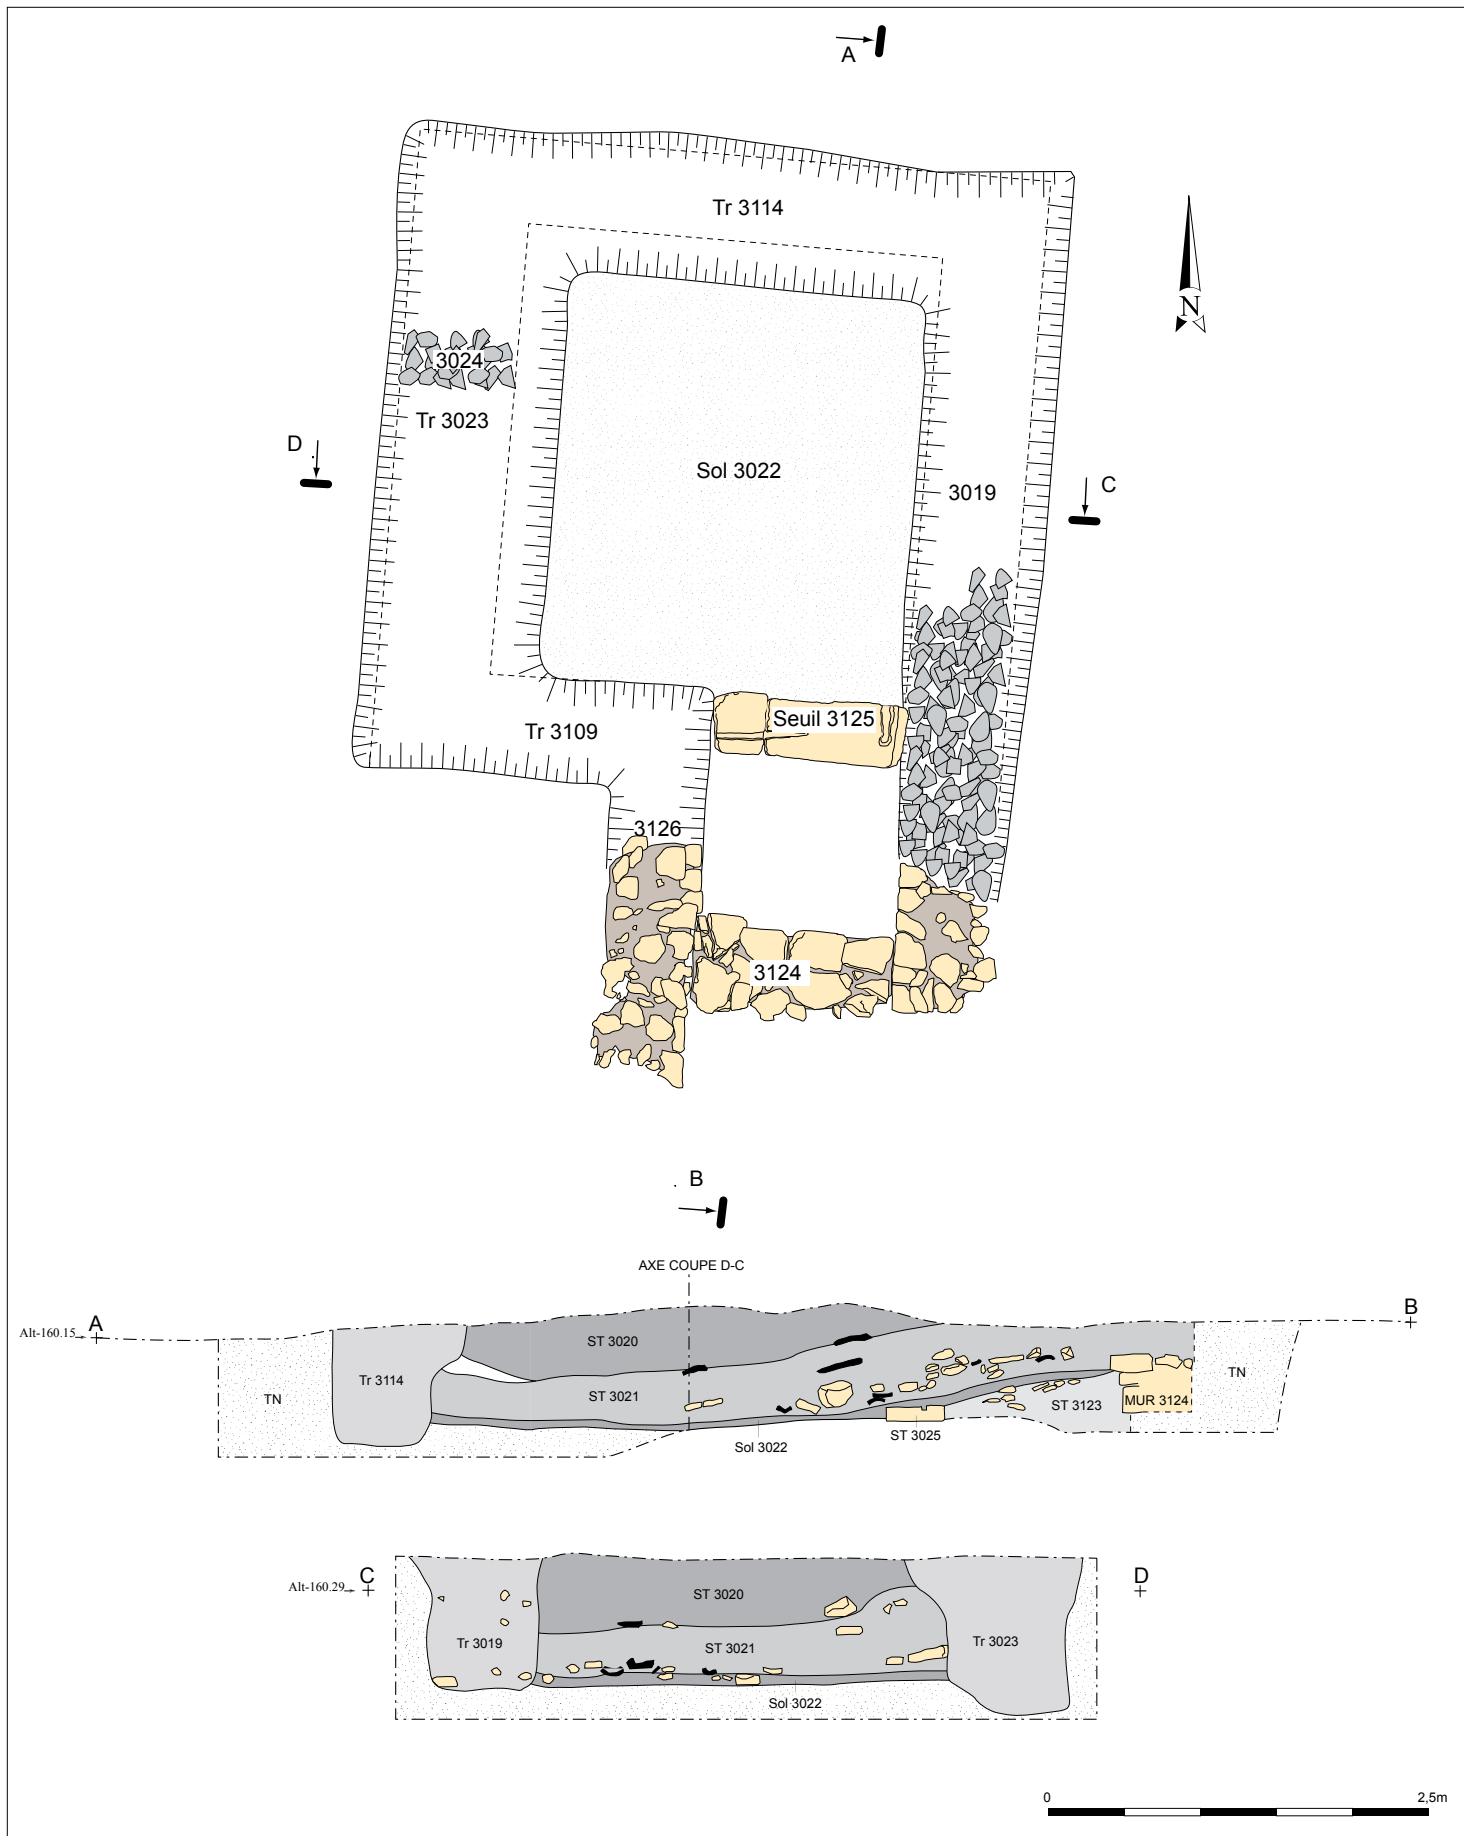 A
Tr 3114
N
3024
Tr 3023
D
Sol 3022
3019
C
Seuil 3125
Tr 3109
3126
3124
B
AXE COUPE D-C
A
B
Alt-160.15
ST 3020
Tr 3114
TN
ST 3021
TN
ST 3123
MUR 3124
Sol 3022
ST 3025
C
D
Alt-160.29
ST 3020
Tr 3019
ST 3021
Tr 3023
Sol 3022
0
2,5m